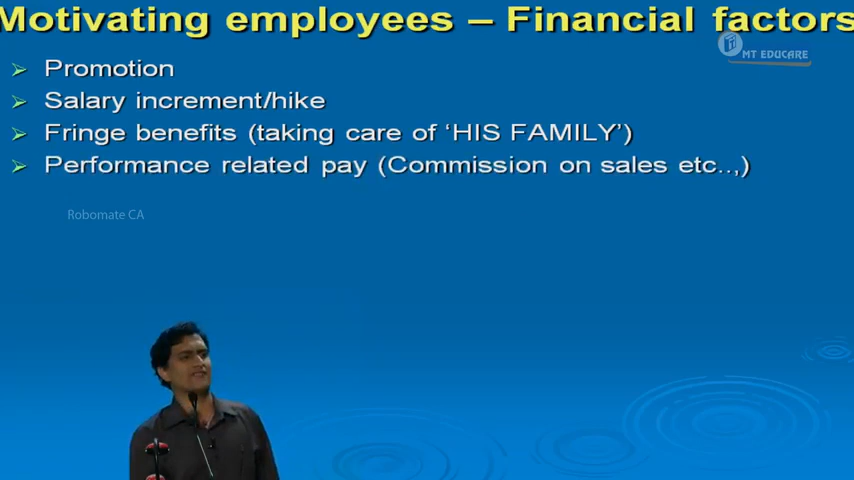 Motivating employees – Financial factors
MT EDUCARE
Promotion
Salary increment/hike
Fringe benefits (taking care of ‘HIS FAMILY’)
Performance related pay (Commission on sales etc..,)
Robomate CA